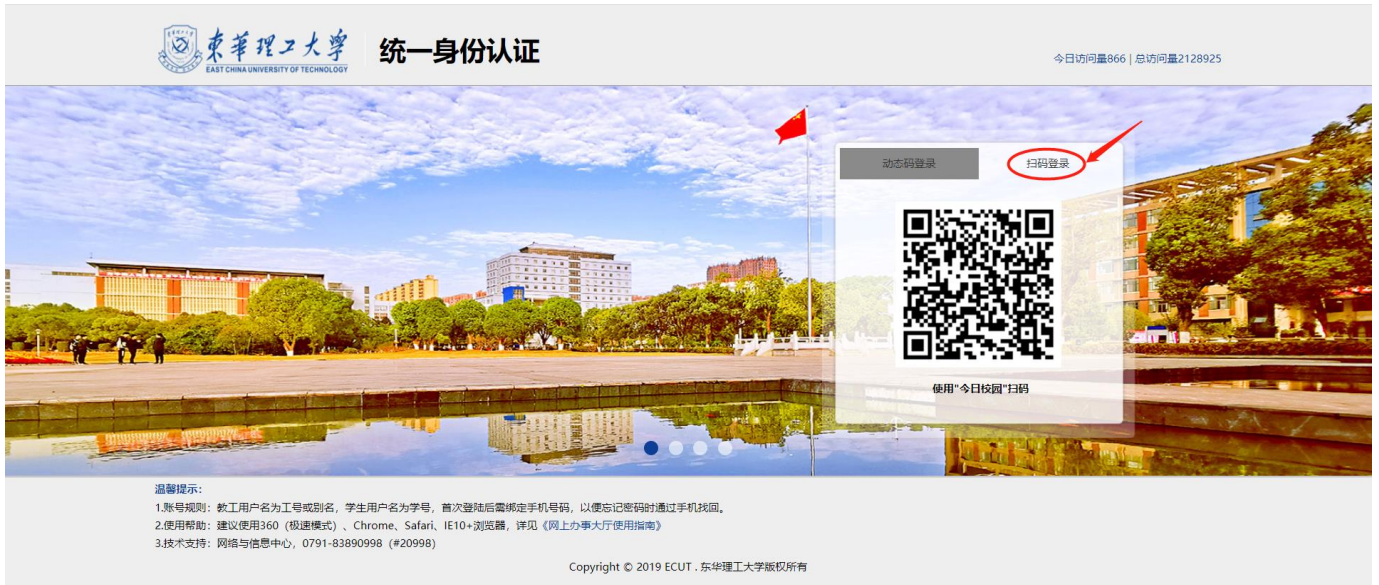 東華理工大學
EAST CHINA UNIVERSITY OF TECHNOLOGY
统一身份认证
今日访问量866 | 总访问量2128925
动态码登录
扫码登录
使用"今日校园"扫码
温馨提示：
1.账号规则：教工用户名为工号或别名，学生用户名为学号，首次登陆后需绑定手机号码，以便忘记密码时通过手机找回。
2.使用帮助：建议使用360（极速模式）、Chrome、Safari、IE10+浏览器，详见《网上办事大厅使用指南》
3.技术支持：网络与信息中心，0791-83890998（#20998）
Copyright © 2019 ECUT . 东华理工大学版权所有